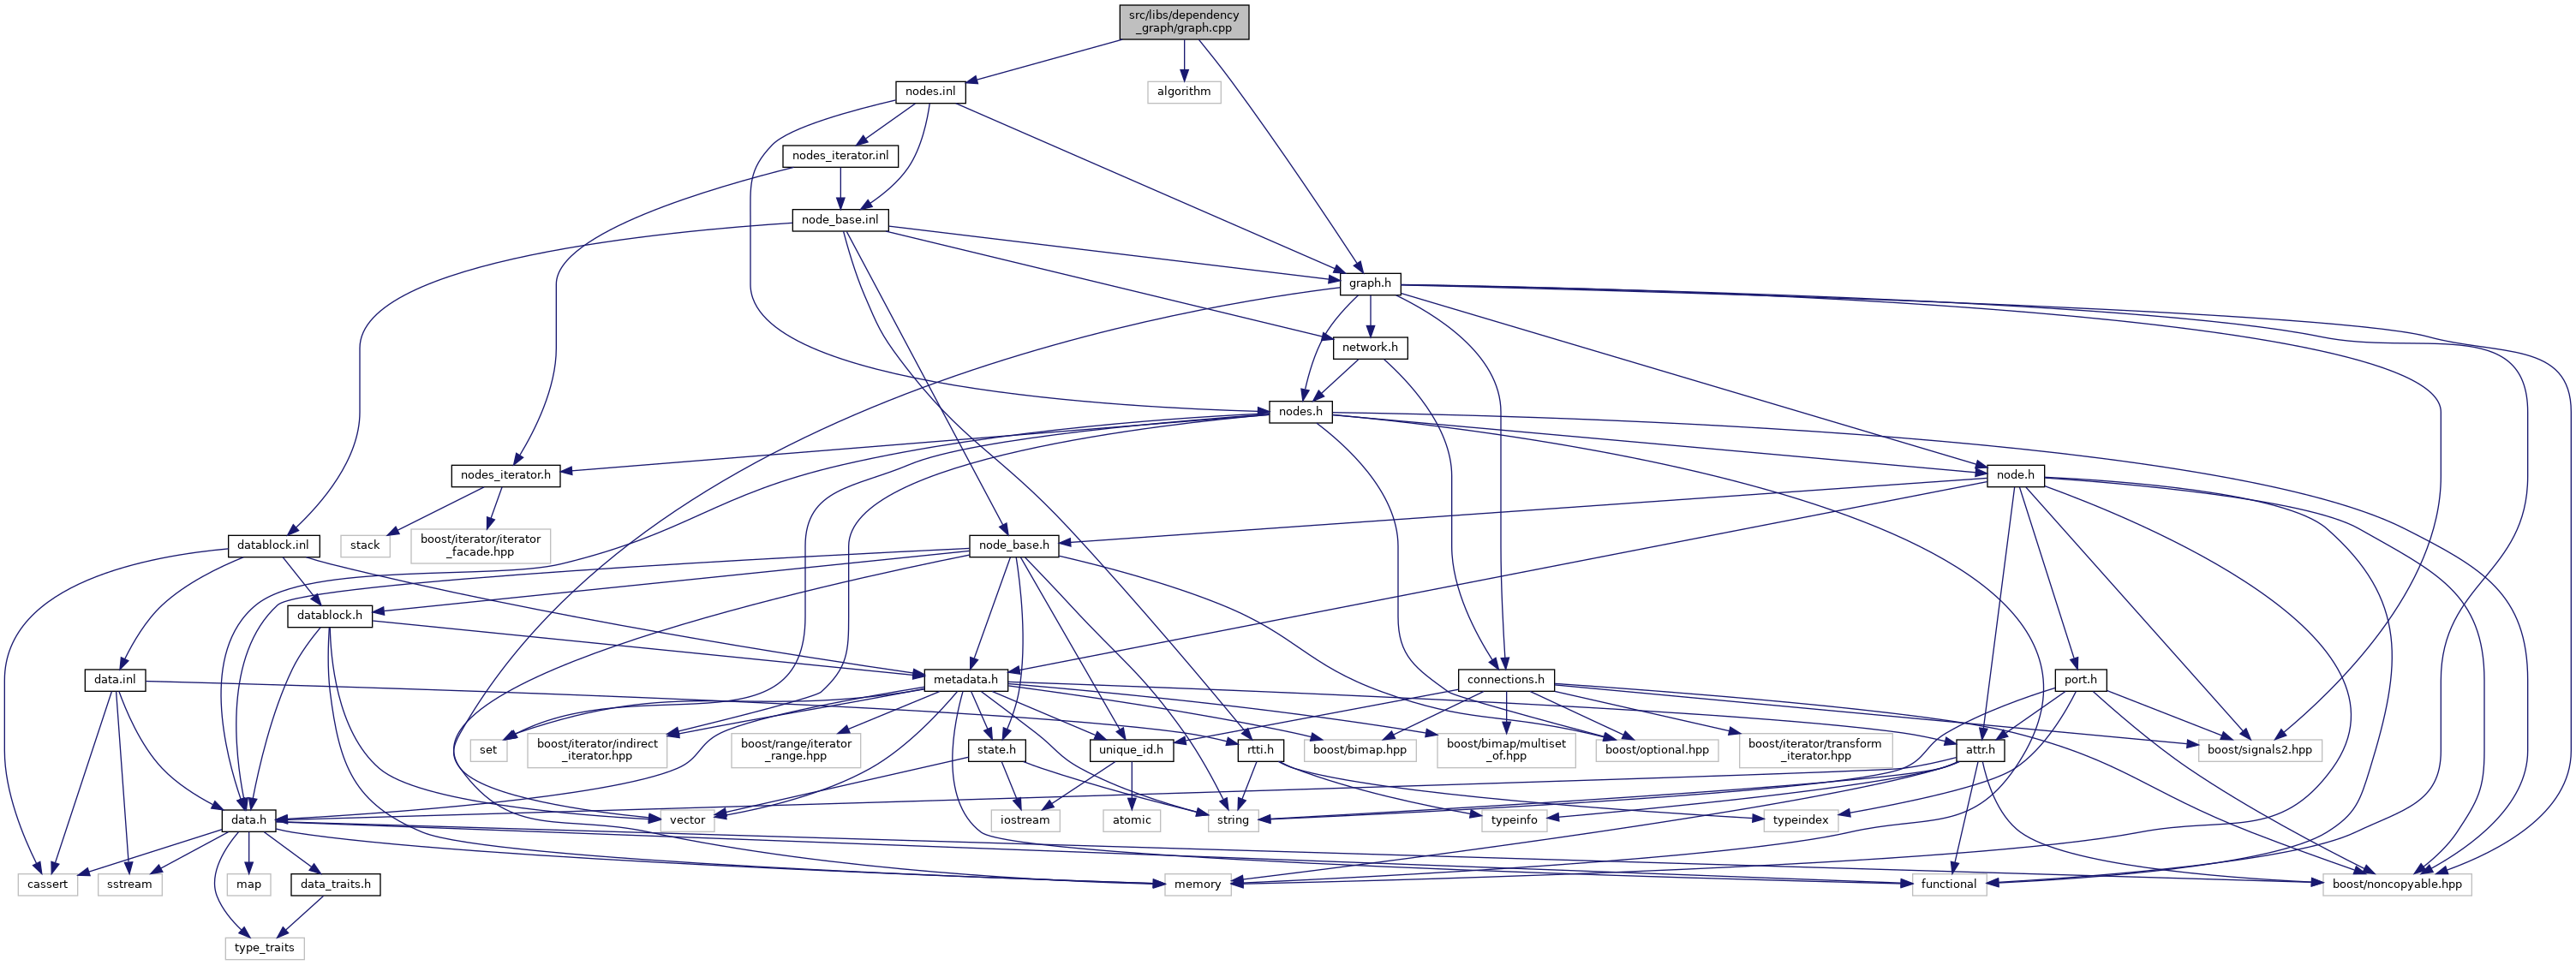 src/libs/dependency
_graph/graph.cpp
nodes.inl
algorithm
nodes_iterator.inl
node_base.inl
graph.h
network.h
nodes.h
nodes_iterator.h
node.h
datablock.inl
stack
boost/iterator/iterator
_facade.hpp
node_base.h
datablock.h
data.inl
metadata.h
connections.h
port.h
set
boost/iterator/indirect
_iterator.hpp
boost/range/iterator
_range.hpp
state.h
unique_id.h
rtti.h
boost/bimap.hpp
boost/bimap/multiset
_of.hpp
boost/optional.hpp
boost/iterator/transform
_iterator.hpp
attr.h
boost/signals2.hpp
data.h
vector
iostream
atomic
string
typeinfo
typeindex
cassert
sstream
map
data_traits.h
memory
functional
boost/noncopyable.hpp
type_traits